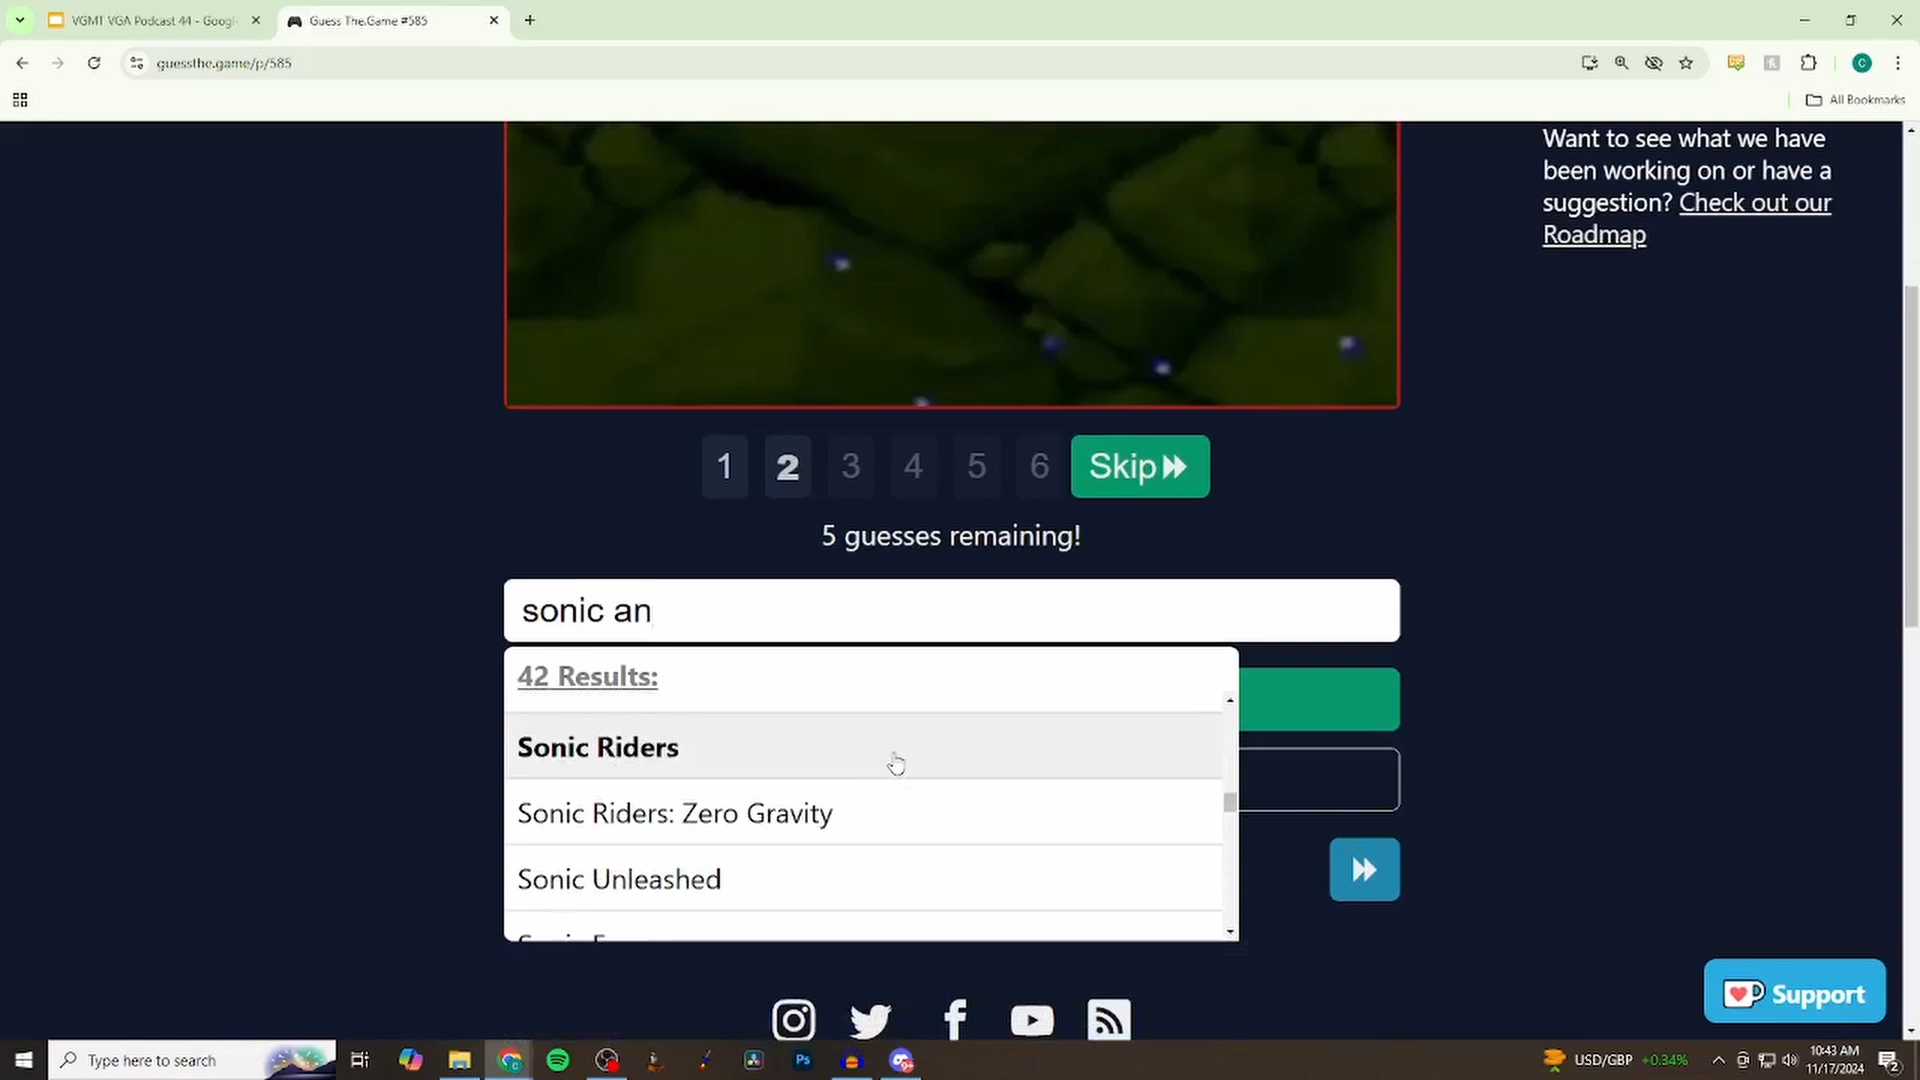 VGMT VGA Podcast 44 - Googl
Guess The.Game #585
guessthe.game/p/585
All Bookmarks
Want to see what we have
been working on or have a
suggestion? Check out our
Roadmap
1 2 3 4 5 6 Skip
5 guesses remaining!
sonic an
42 Results:
Sonic Riders
Sonic Riders: Zero Gravity
Sonic Unleashed
Support
Type here to search
USD/GBP +0.34%
10:43 AM
11/17/2024